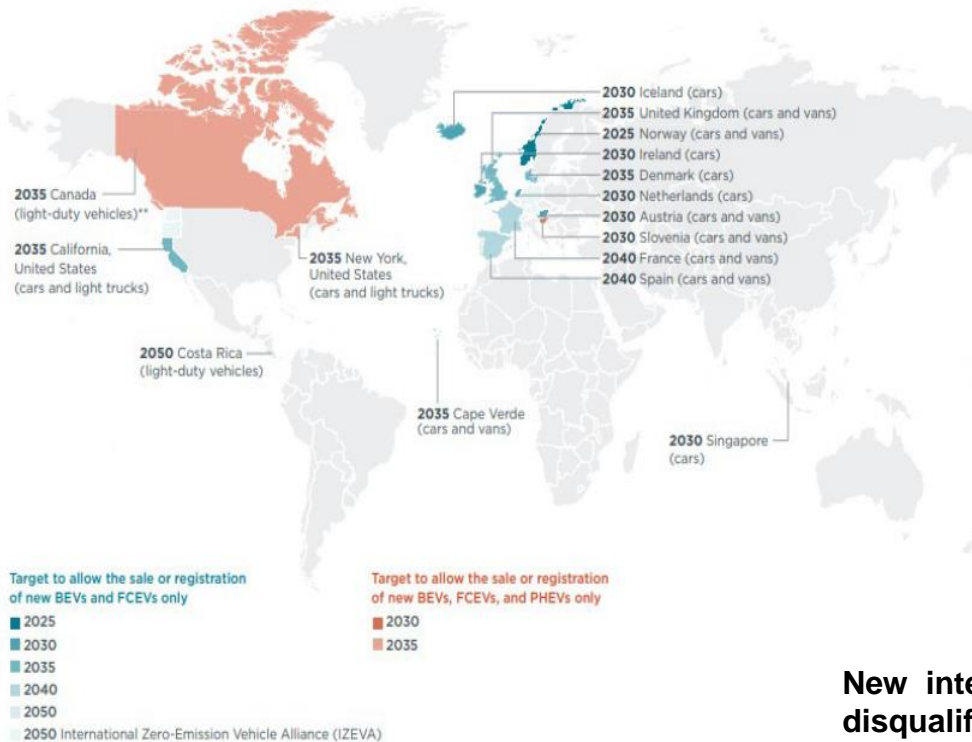 2030 Iceland (cars)
2035 United Kingdom (cars and vans)
2025 Norway (cars and vans)
2030 Ireland (cars)
2035 Denmark (cars)
2030 Netherlands (cars)
2030 Austria (cars and vans)
2030 Slovenia (cars and vans)
2040 France (cars and vans)
2040 Spain (cars and vans)
2035 Canada
(light-duty vehicles)**
2035 California,
United States
(cars and light trucks)
2035 New York,
United States
(cars and light trucks)
2050 Costa Rica
(light-duty vehicles)
2035 Cape Verde
(cars and vans)
2030 Singapore
(cars)
Target to allow the sale or registration
of new BEVs and FCEVs only
2025
2030
2035
2040
2050
2050 International Zero-Emission Vehicle Alliance (IZEVA)
Target to allow the sale or registration
of new BEVs, FCEVs, and PHEVs only
2030
2035
New inte
disqualif